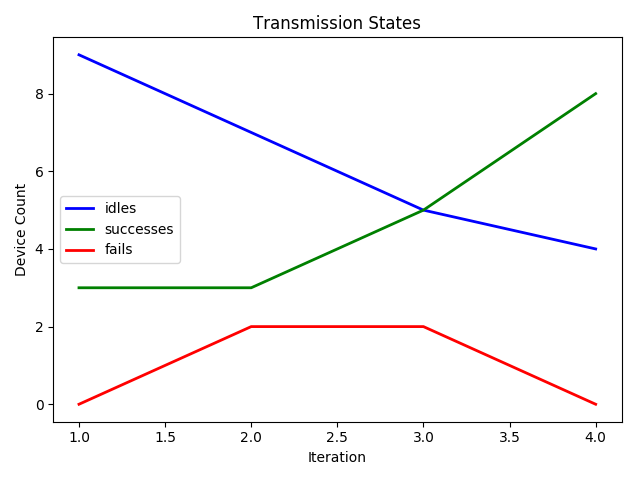 Transmission States
Device Count
8
6
4
2
0
idles
successes
fails
1.0 1.5 2.0 2.5 3.0 3.5 4.0
Iteration